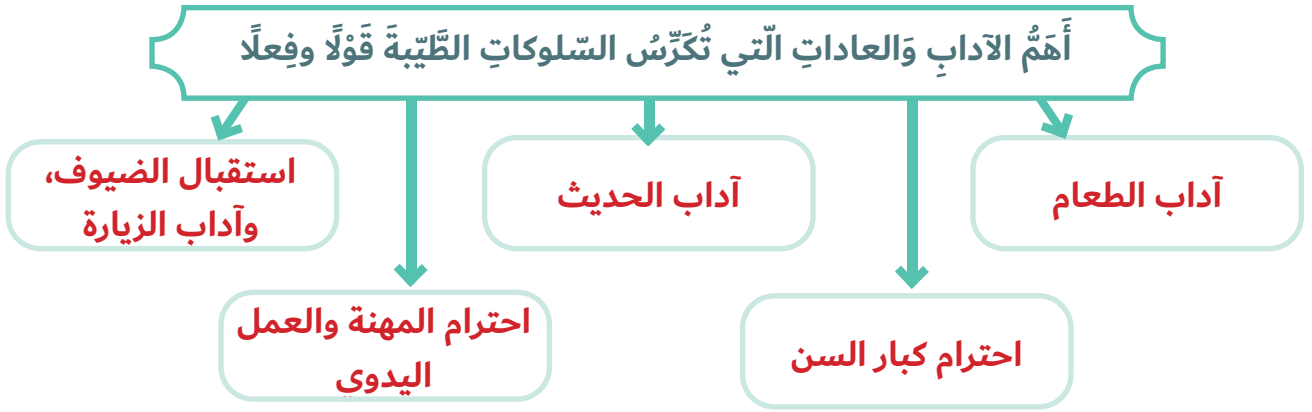 أَهَمُّ الآدابِ وَالعاداتِ الّتي تُكَرِّسُ السّلوكاتِ الطَّيّبةَ قَوْلًا وفِعلًا
آداب الطعام
آداب الحديث
استقبال الضيوف،
وآداب الزيارة
احترام كبار السن
احترام المهنة والعمل
اليدوي